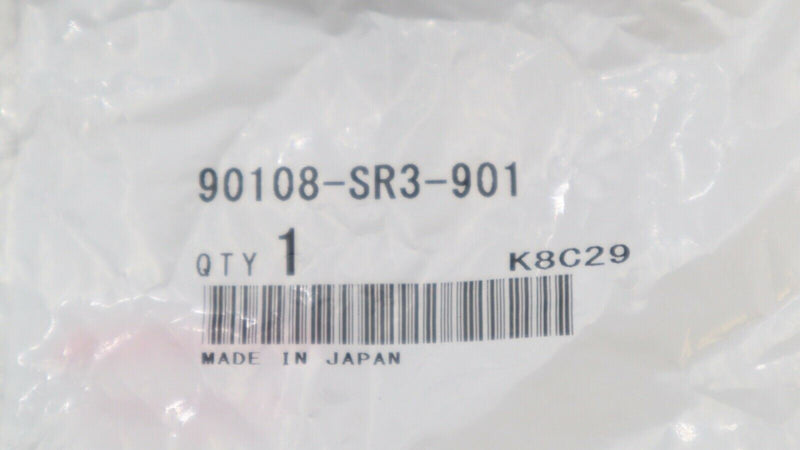 90108-SR3-901
QTY 1 K8C29
MADE IN JAPAN